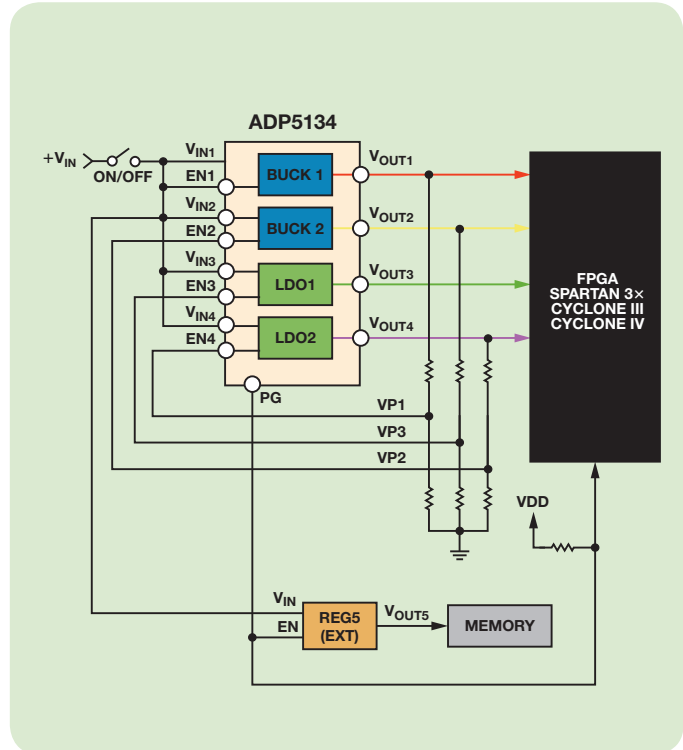 ADP5134
+VIN
ON/OFF
VIN1
EN1
VIN2
EN2
VIN3
EN3
VIN4
EN4
BUCK 1
BUCK 2
LDO1
LDO2
VOUT1
VOUT2
VOUT3
VOUT4
FPGA
SPARTAN 3×
CYCLONE III
CYCLONE IV
PG
VP1
VP3
VP2
VDD
VIN
EN
REG5
(EXT)
VOUT5
MEMORY